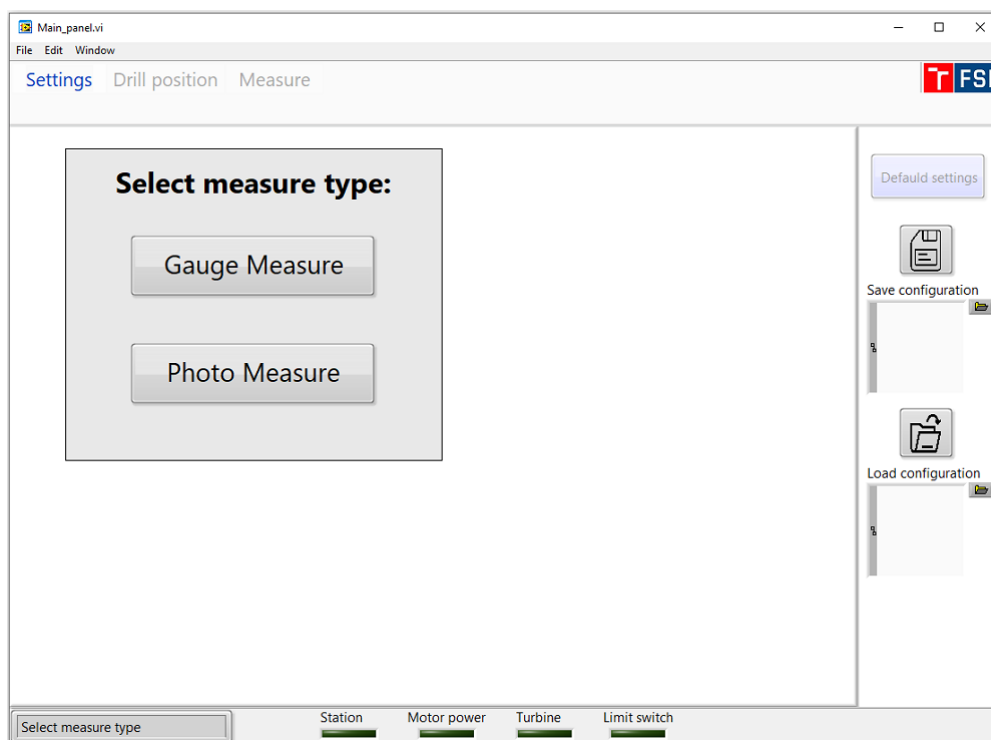 Main_panel.vi
File Edit Window
Settings Drill position Measure
T FSI
Select measure type:
Gauge Measure
Photo Measure
Defauld settings
Save configuration
Load configuration
Select measure type
Station Motor power Turbine Limit switch